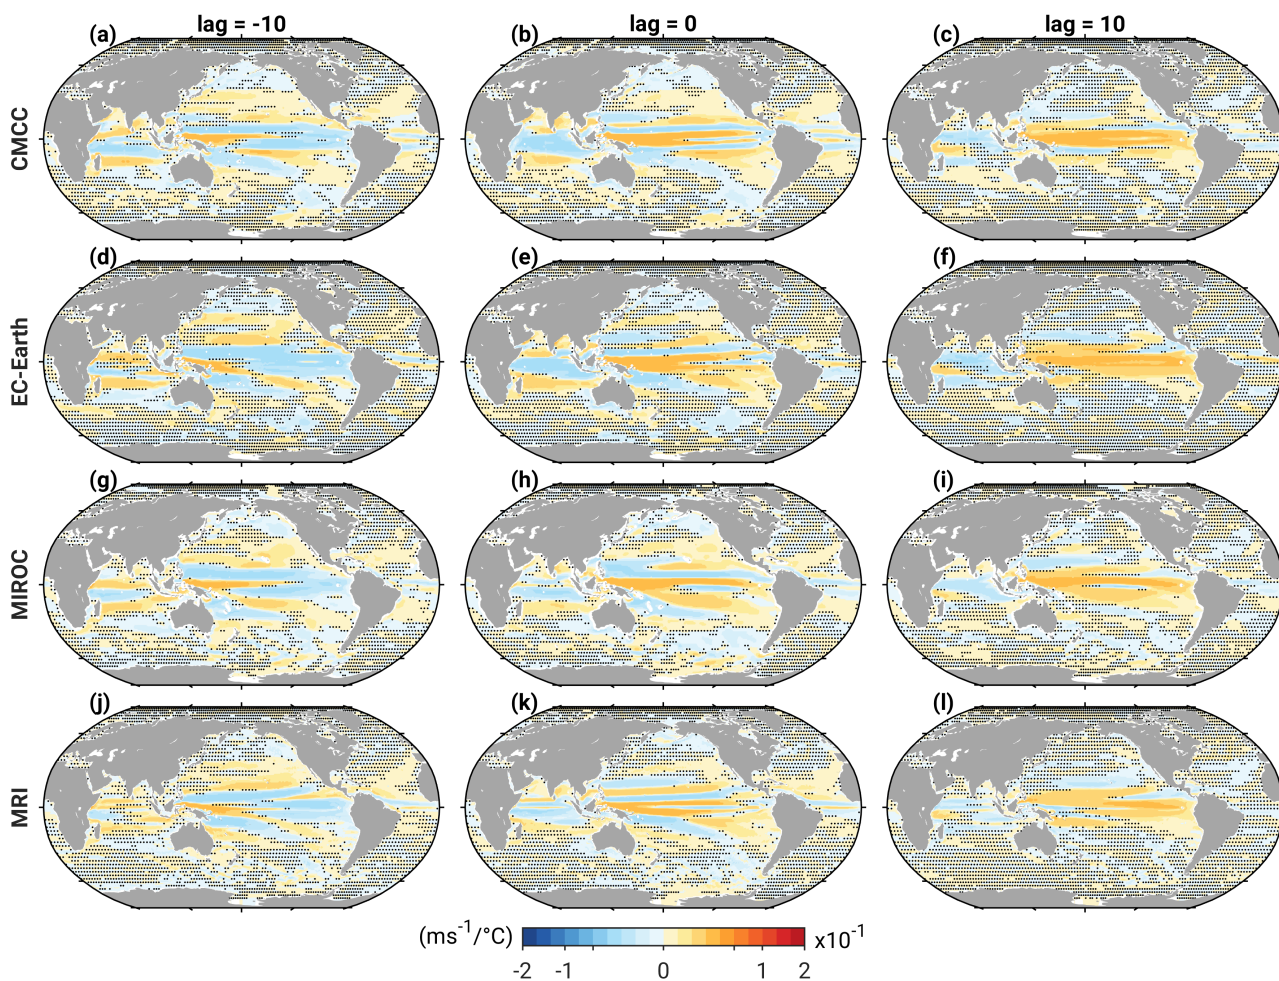 lag = -10
lag = 0
lag = 10
(a)
(b)
(c)
CMCC
(d)
(e)
(f)
EC-Earth
(g)
(h)
(i)
MIROC
(j)
(k)
(l)
MRI
(ms⁻¹/°C)
x10⁻¹
-2 -1 0 1 2